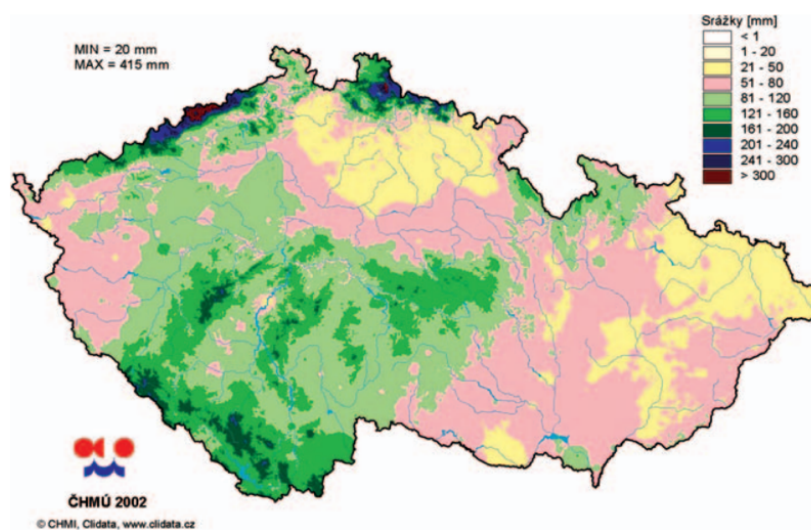 MIN = 20 mm
MAX = 415 mm
Srážky [mm]
< 1
1 - 20
21 - 50
51 - 80
81 - 120
121 - 160
161 - 200
201 - 240
241 - 300
> 300
ČHMÚ 2002
© CHMI, Clidata, www.clidata.cz